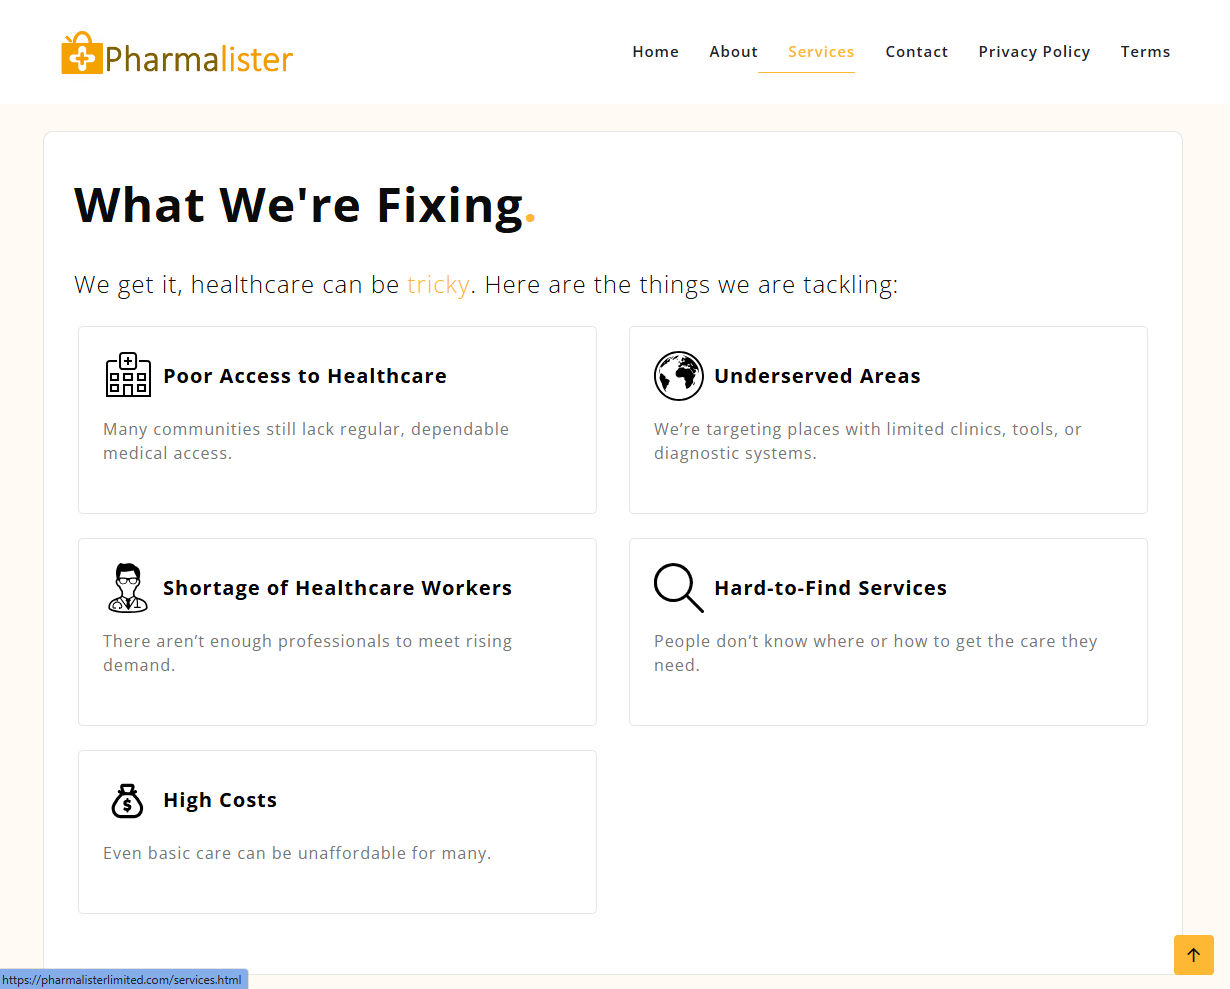 Pharmalister
Home About Services Contact Privacy Policy Terms
What We're Fixing.
We get it, healthcare can be tricky. Here are the things we are tackling:
Poor Access to Healthcare
Many communities still lack regular, dependable
medical access.
Underserved Areas
We’re targeting places with limited clinics, tools, or
diagnostic systems.
Shortage of Healthcare Workers
There aren’t enough professionals to meet rising
demand.
Hard-to-Find Services
People don’t know where or how to get the care they
need.
$
High Costs
Even basic care can be unaffordable for many.
https://pharmalisterlimited.com/services.html